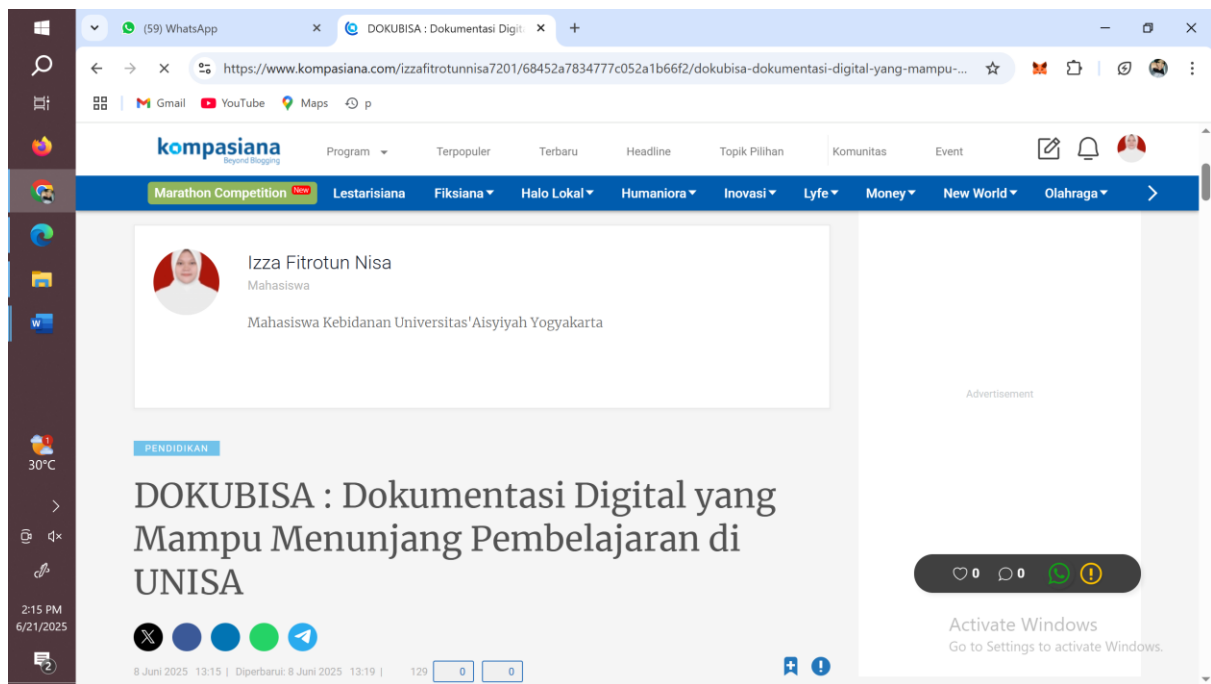 (59) WhatsApp
DOKUBISA : Dokumentasi Digit
https://www.kompasiana.com/izzafitrotunnisa7201/68452a7834777c052a1b66f2/dokubisa-dokumentasi-digital-yang-mampu-...
Gmail YouTube Maps p
kompasiana
Beyond Blogging
Program Terpopuler Terbaru Headline Topik Pilihan Komunitas Event
Marathon Competition New Lestarisiana Fiksiana Halo Lokal Humaniora Inovasi Lyfe Money New World Olahraga
Izza Fitrotun Nisa
Mahasiswa
Mahasiswa Kebidanan Universitas'Aisyiyah Yogyakarta
Advertisement
PENDIDIKAN
DOKUBISA : Dokumentasi Digital yang
Mampu Menunjang Pembelajaran di
UNISA
0 0
8 Juni 2025 13:15 | Diperbarui: 8 Juni 2025 13:19 | 129 0 0
Activate Windows
Go to Settings to activate Windows.
W
1
30°C
2:15 PM
6/21/2025
2